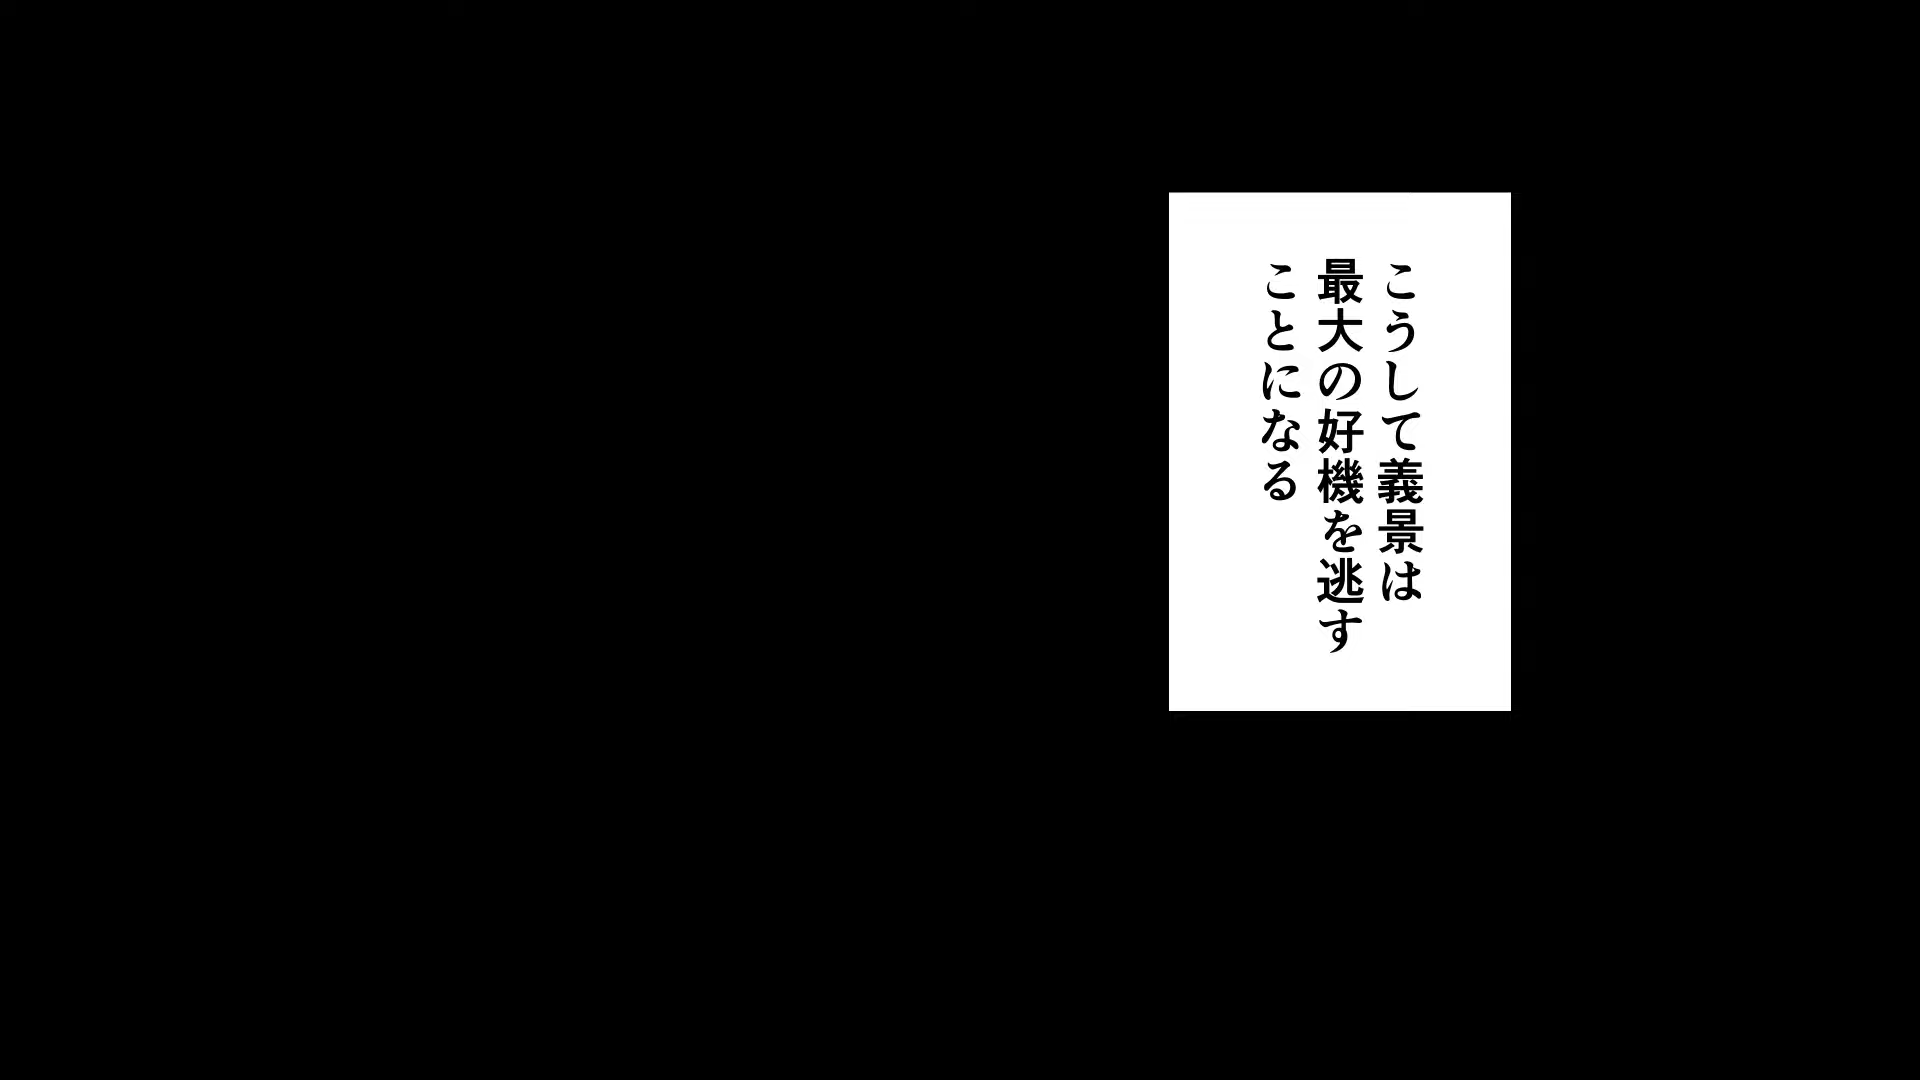 こうして義景は
最大の好機を逃す
ことになる